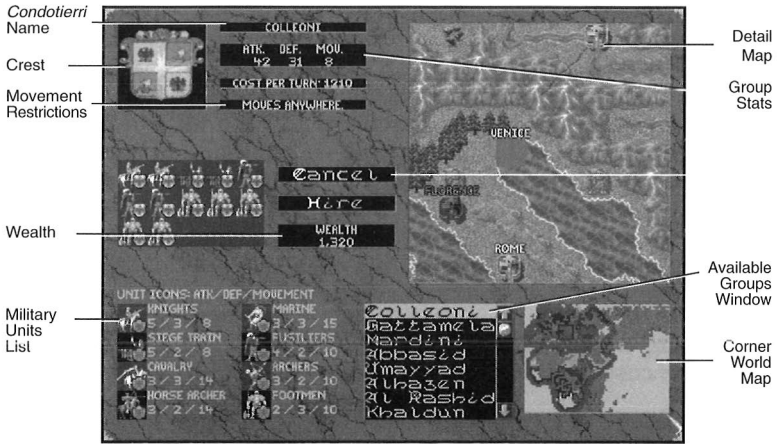 Condotierri
Name
Crest
Movement
Restrictions
Wealth
Military
Units
List
COLLEONI
ATK. DEF. MOV.
42 31 8
COST PER TURN: 1210
MOVES ANYWHERE.
Cancel
Hire
WEALTH
1,320
VENICE
FLORENCE
ROME
UNIT ICONS: ATK/DEF/MOVEMENT
KNIGHTS
5 / 3 / 8
SIEGE TRAIN
5 / 2 / 8
CAVALRY
3 / 3 / 14
HORSE ARCHER
3 / 2 / 14
MARINE
3 / 3 / 15
FUSILIERS
4 / 2 / 10
ARCHERS
3 / 2 / 10
FOOTMEN
2 / 3 / 10
Colleoni
Gattamela
Mardini
Abbasid
Umayyad
Alhazen
Al Rashid
Khaldun
Detail
Map
Group
Stats
Available
Groups
Window
Corner
World
Map